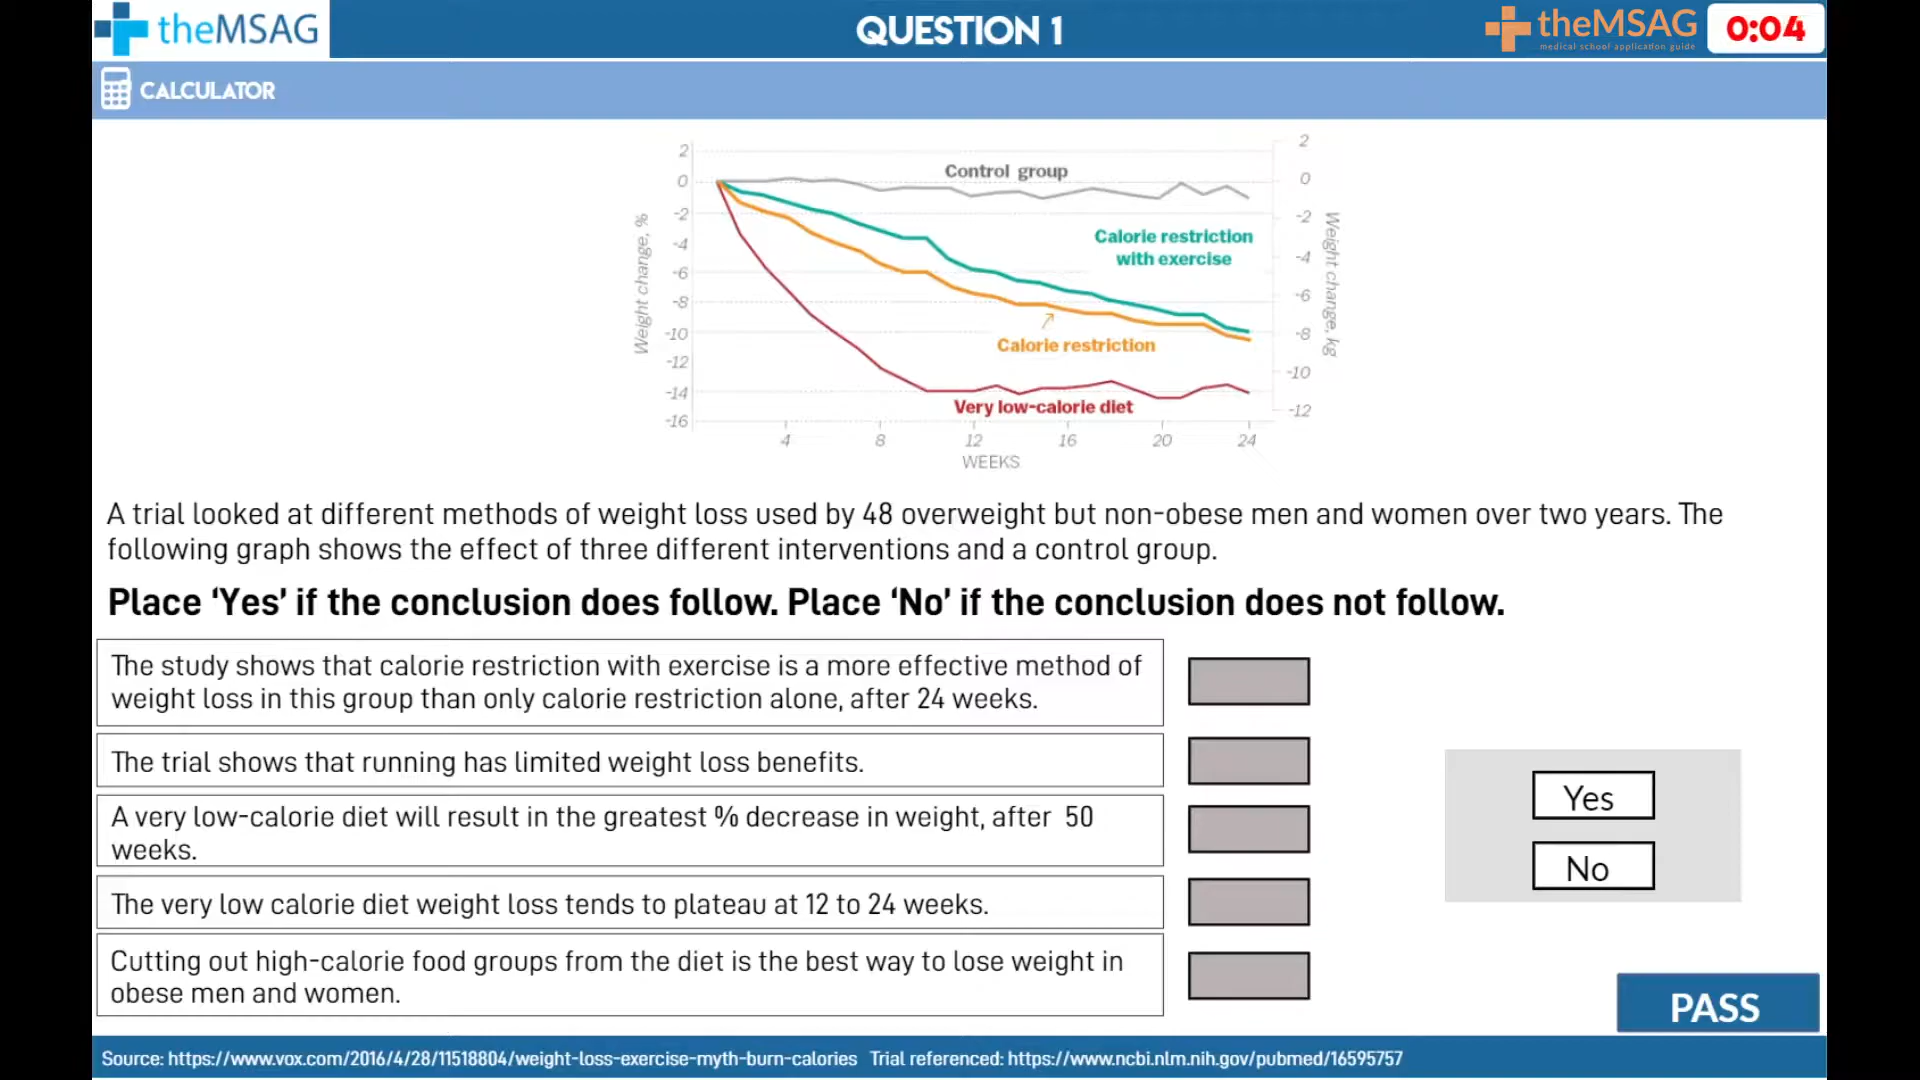 theMSAG
QUESTION 1
theMSAG
medical school application guide
0:04
CALCULATOR
2
0
-2
-4
-6
-8
-10
-12
-14
-16
Weight change, %
Control group
Calorie restriction
with exercise
Calorie restriction
Very low-calorie diet
2
0
-2
-4
-6
-8
-10
-12
Weight change, kg
4
8
12
16
20
24
WEEKS
A trial looked at different methods of weight loss used by 48 overweight but non-obese men and women over two years. The
following graph shows the effect of three different interventions and a control group.
Place ‘Yes’ if the conclusion does follow. Place ‘No’ if the conclusion does not follow.
The study shows that calorie restriction with exercise is a more effective method of
weight loss in this group than only calorie restriction alone, after 24 weeks.
The trial shows that running has limited weight loss benefits.
A very low-calorie diet will result in the greatest % decrease in weight, after 50
weeks.
The very low calorie diet weight loss tends to plateau at 12 to 24 weeks.
Cutting out high-calorie food groups from the diet is the best way to lose weight in
obese men and women.
Yes
No
PASS
Source: https://www.vox.com/2016/4/28/11518804/weight-loss-exercise-myth-burn-calories Trial referenced: https://www.ncbi.nlm.nih.gov/pubmed/16595757